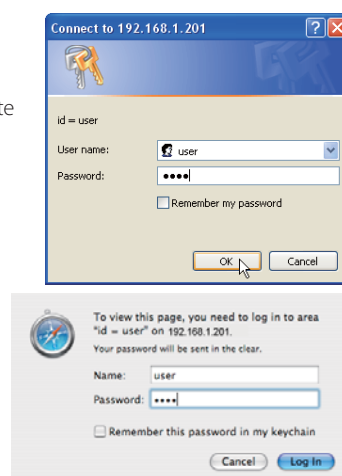 Connect to 192.168.1.201
te
id = user
User name: user
Password: ••••
Remember my password
OK Cancel
To view this page, you need to log in to area
"id = user" on 192.168.1.201.
Your password will be sent in the clear.
Name: user
Password: ••••
Remember this password in my keychain
Cancel Log In